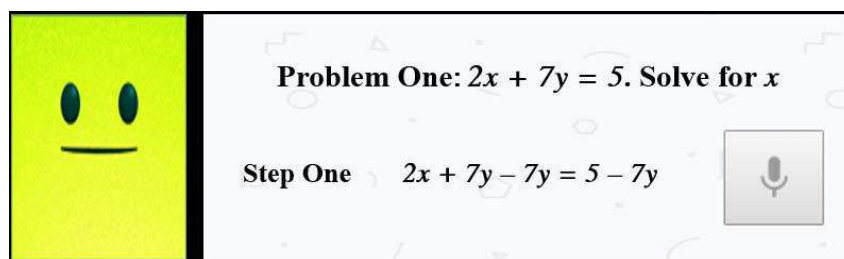 Problem One: 2x + 7y = 5. Solve for x
Step One 2x + 7y – 7y = 5 – 7y